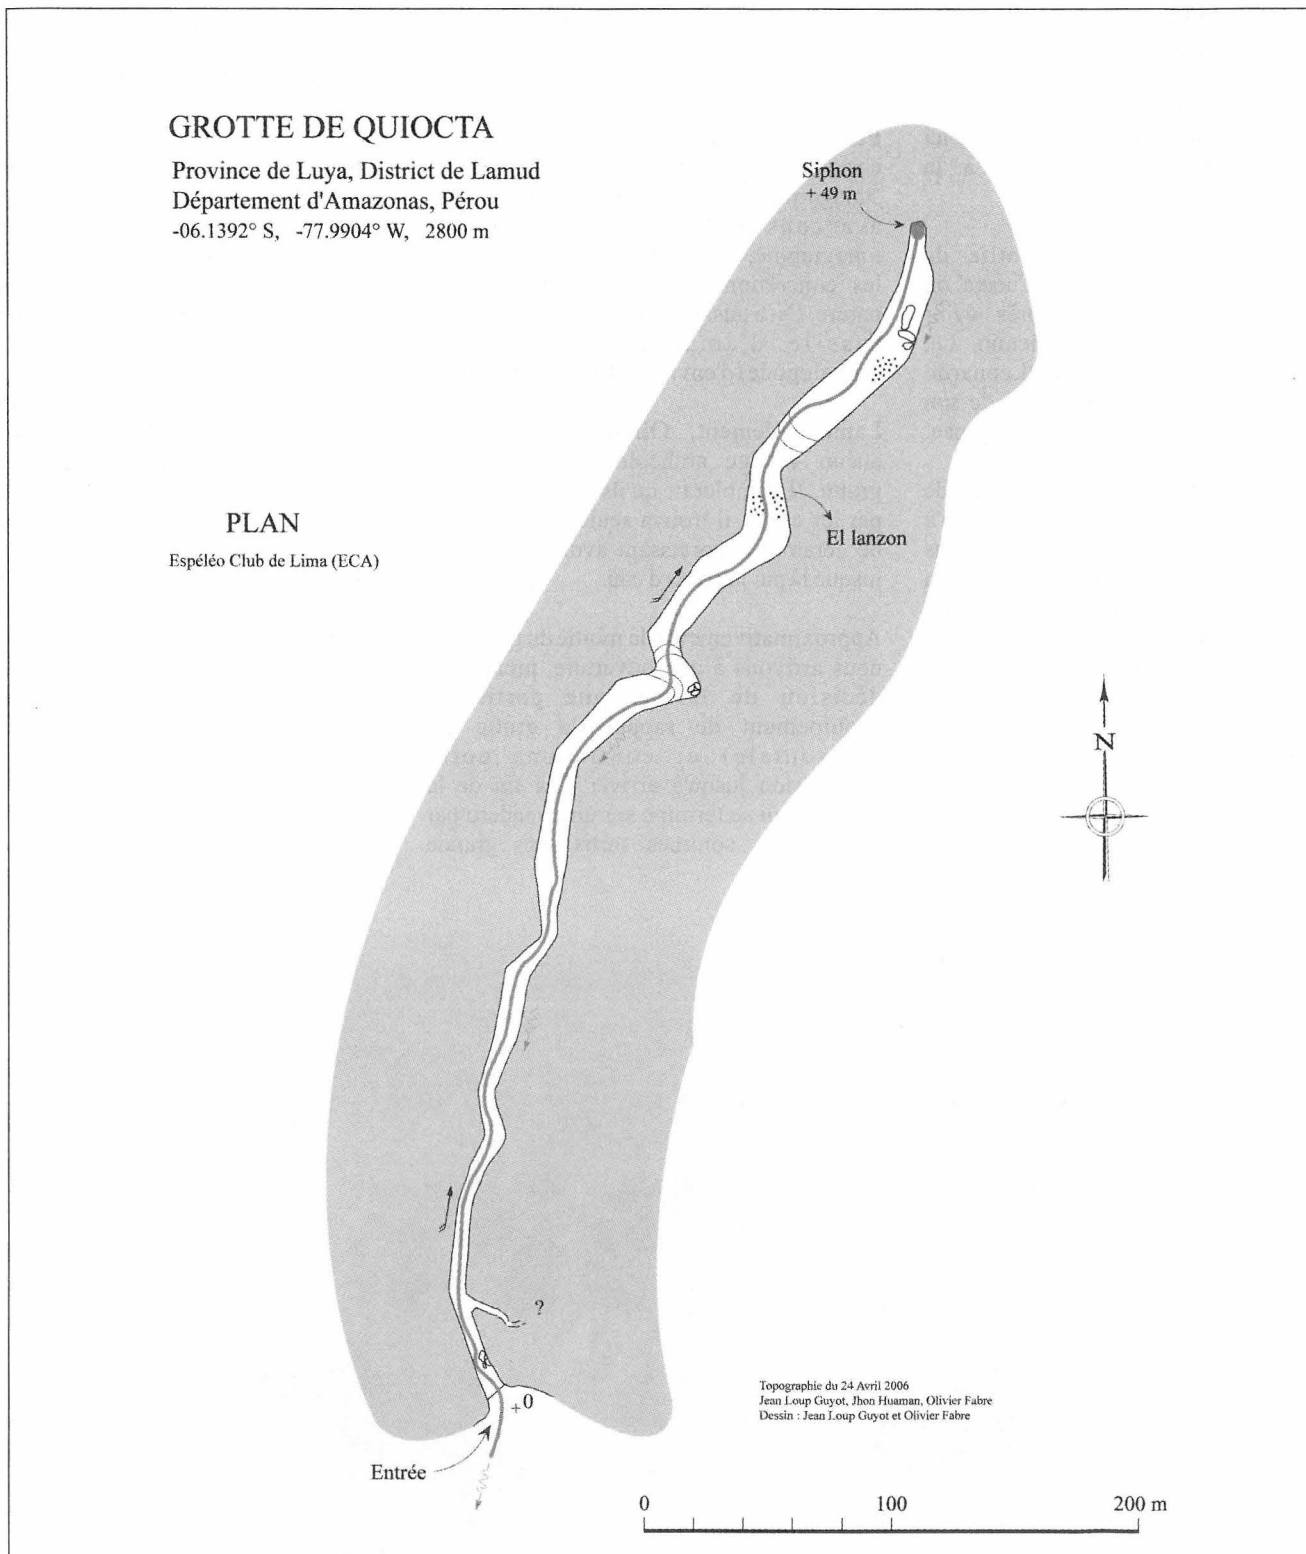 GROTTE DE QUIOCTA
Province de Luya, District de Lamud
Département d'Amazonas, Pérou
-06.1392° S, -77.9904° W, 2800 m
Siphon
+ 49 m
PLAN
Espéléo Club de Lima (ECA)
El lanzon
N
?
+0
Entrée
Topographie du 24 Avril 2006
Jean Loup Guyot, Jhon Huaman, Olivier Fabre
Dessin : Jean Loup Guyot et Olivier Fabre
0 100 200 m